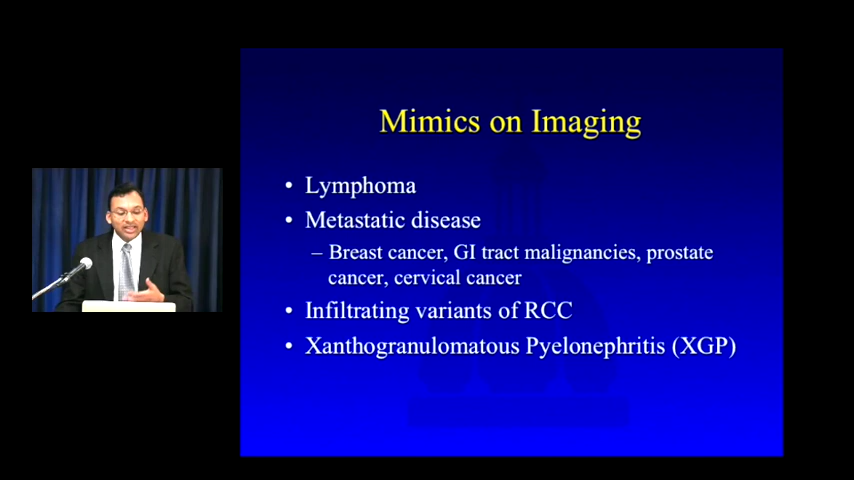 Mimics on Imaging
• Lymphoma
• Metastatic disease
– Breast cancer, GI tract malignancies, prostate
cancer, cervical cancer
• Infiltrating variants of RCC
• Xanthogranulomatous Pyelonephritis (XGP)